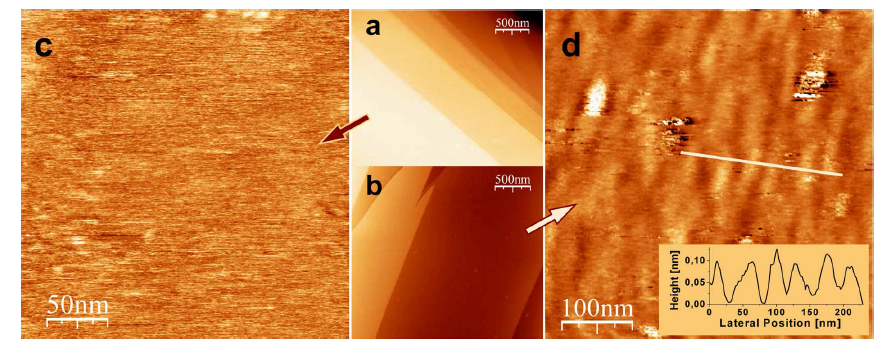 c
50nm
a
500nm
b
500nm
d
100nm
Height [nm]
0,10
0,05
0,00
0 50 100 150 200
Lateral Position [nm]